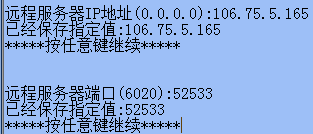 远程服务器IP地址(0.0.0.0):106.75.5.165
已经保存指定值:106.75.5.165
*****按任意键继续*****
远程服务器端口(6020):52533
已经保存指定值:52533
*****按任意键继续*****